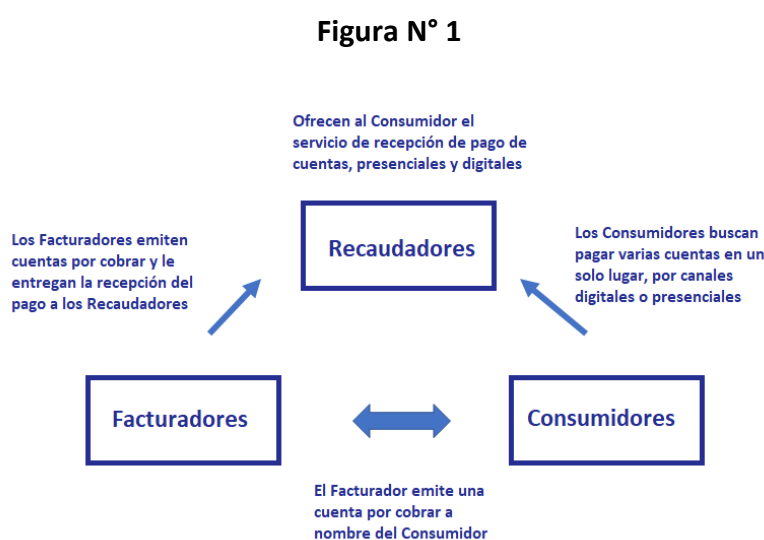 Figura N° 1
Ofrecen al Consumidor el
servicio de recepción de pago de
cuentas, presenciales y digitales
Recaudadores
Los Facturadores emiten
cuentas por cobrar y le
entregan la recepción del
pago a los Recaudadores
Los Consumidores buscan
pagar varias cuentas en un
solo lugar, por canales
digitales o presenciales
Facturadores
Consumidores
El Facturador emite una
cuenta por cobrar a
nombre del Consumidor